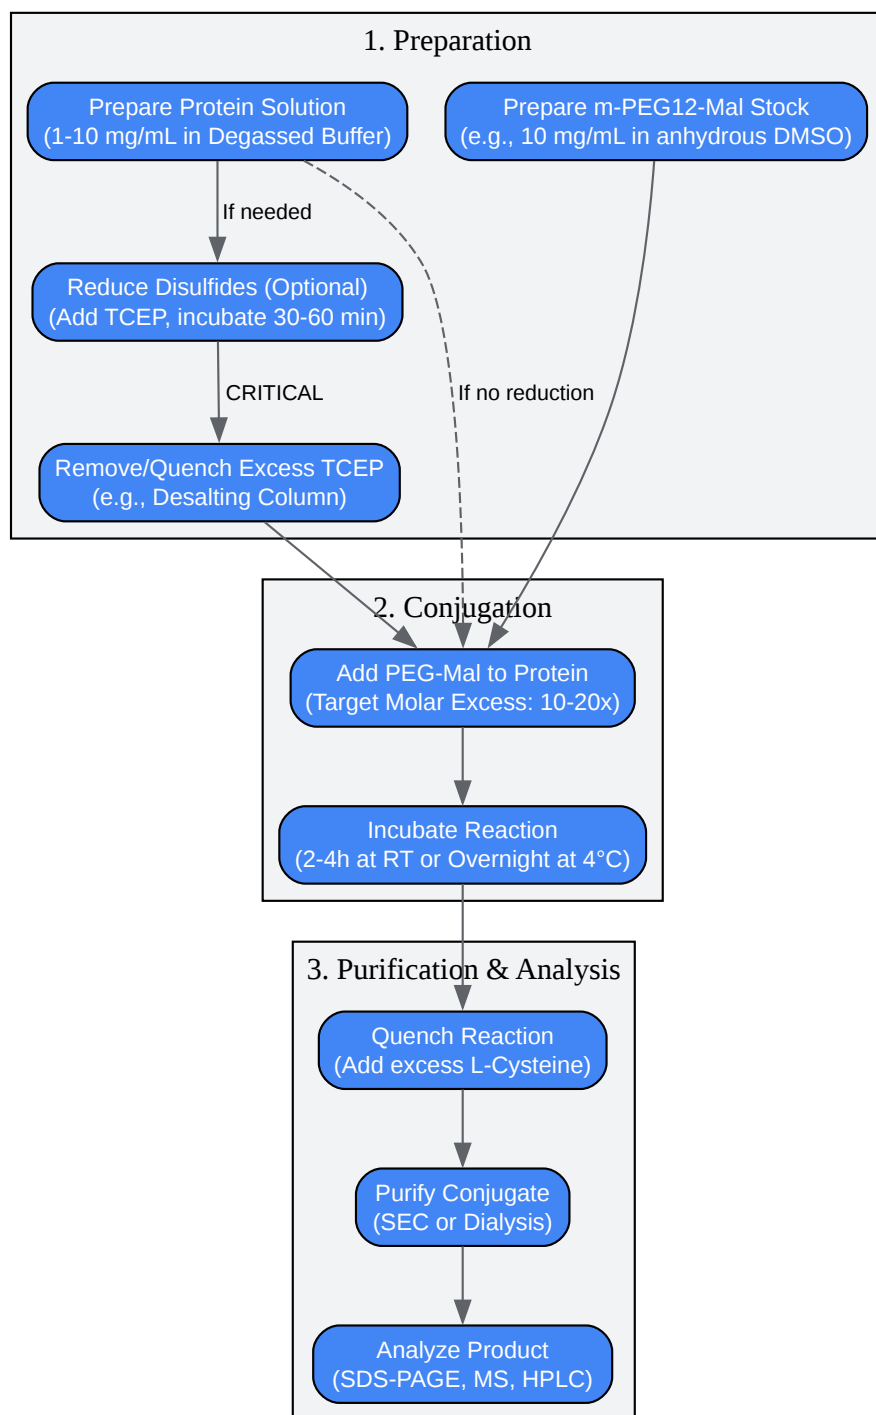 1. Preparation
Prepare Protein Solution
(1-10 mg/mL in Degassed Buffer)
Prepare m-PEG12-Mal Stock
(e.g., 10 mg/mL in anhydrous DMSO)
If needed
Reduce Disulfides (Optional)
(Add TCEP, incubate 30-60 min)
CRITICAL
If no reduction
Remove/Quench Excess TCEP
(e.g., Desalting Column)
2. Conjugation
Add PEG-Mal to Protein
(Target Molar Excess: 10-20x)
Incubate Reaction
(2-4h at RT or Overnight at 4°C)
3. Purification & Analysis
Quench Reaction
(Add excess L-Cysteine)
Purify Conjugate
(SEC or Dialysis)
Analyze Product
(SDS-PAGE, MS, HPLC)